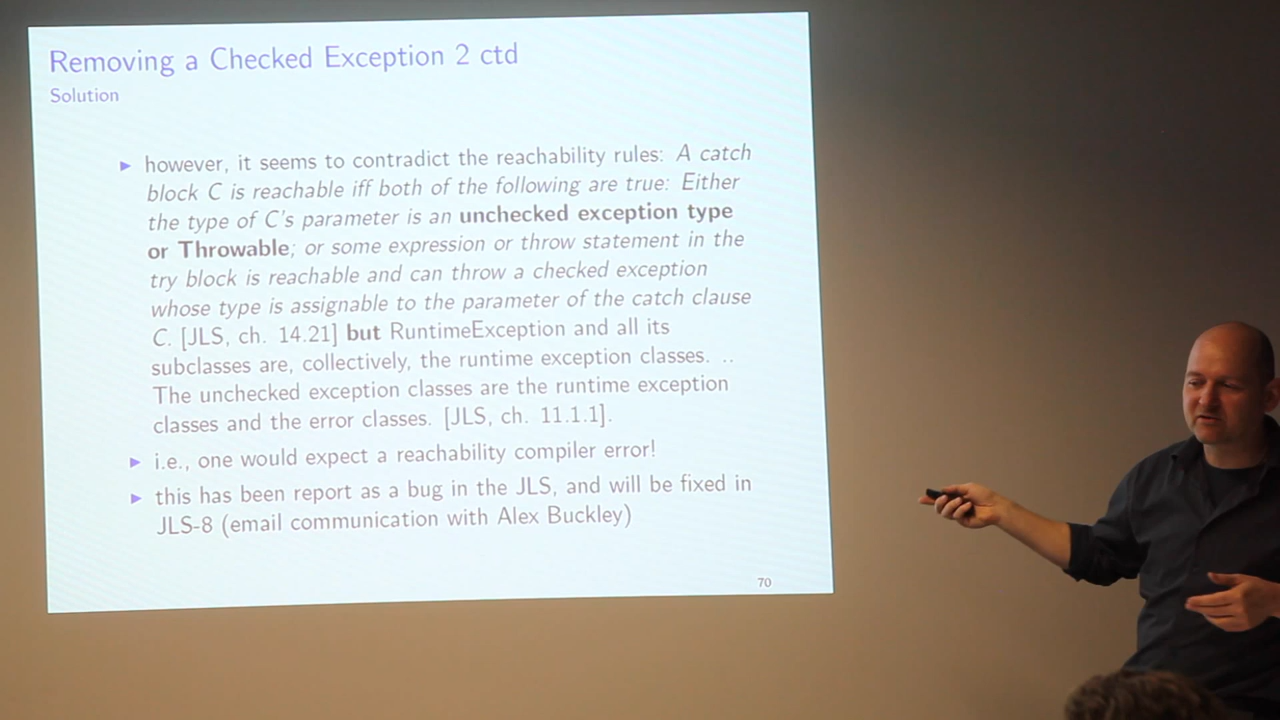 Removing a Checked Exception 2 ctd
Solution
► however, it seems to contradict the reachability rules: A catch
block C is reachable iff both of the following are true: Either
the type of C's parameter is an unchecked exception type
or Throwable; or some expression or throw statement in the
try block is reachable and can throw a checked exception
whose type is assignable to the parameter of the catch clause
C. [JLS, ch. 14.21] but RuntimeException and all its
subclasses are, collectively, the runtime exception classes. ..
The unchecked exception classes are the runtime exception
classes and the error classes. [JLS, ch. 11.1.1].
► i.e., one would expect a reachability compiler error!
► this has been report as a bug in the JLS, and will be fixed in
JLS-8 (email communication with Alex Buckley)
70